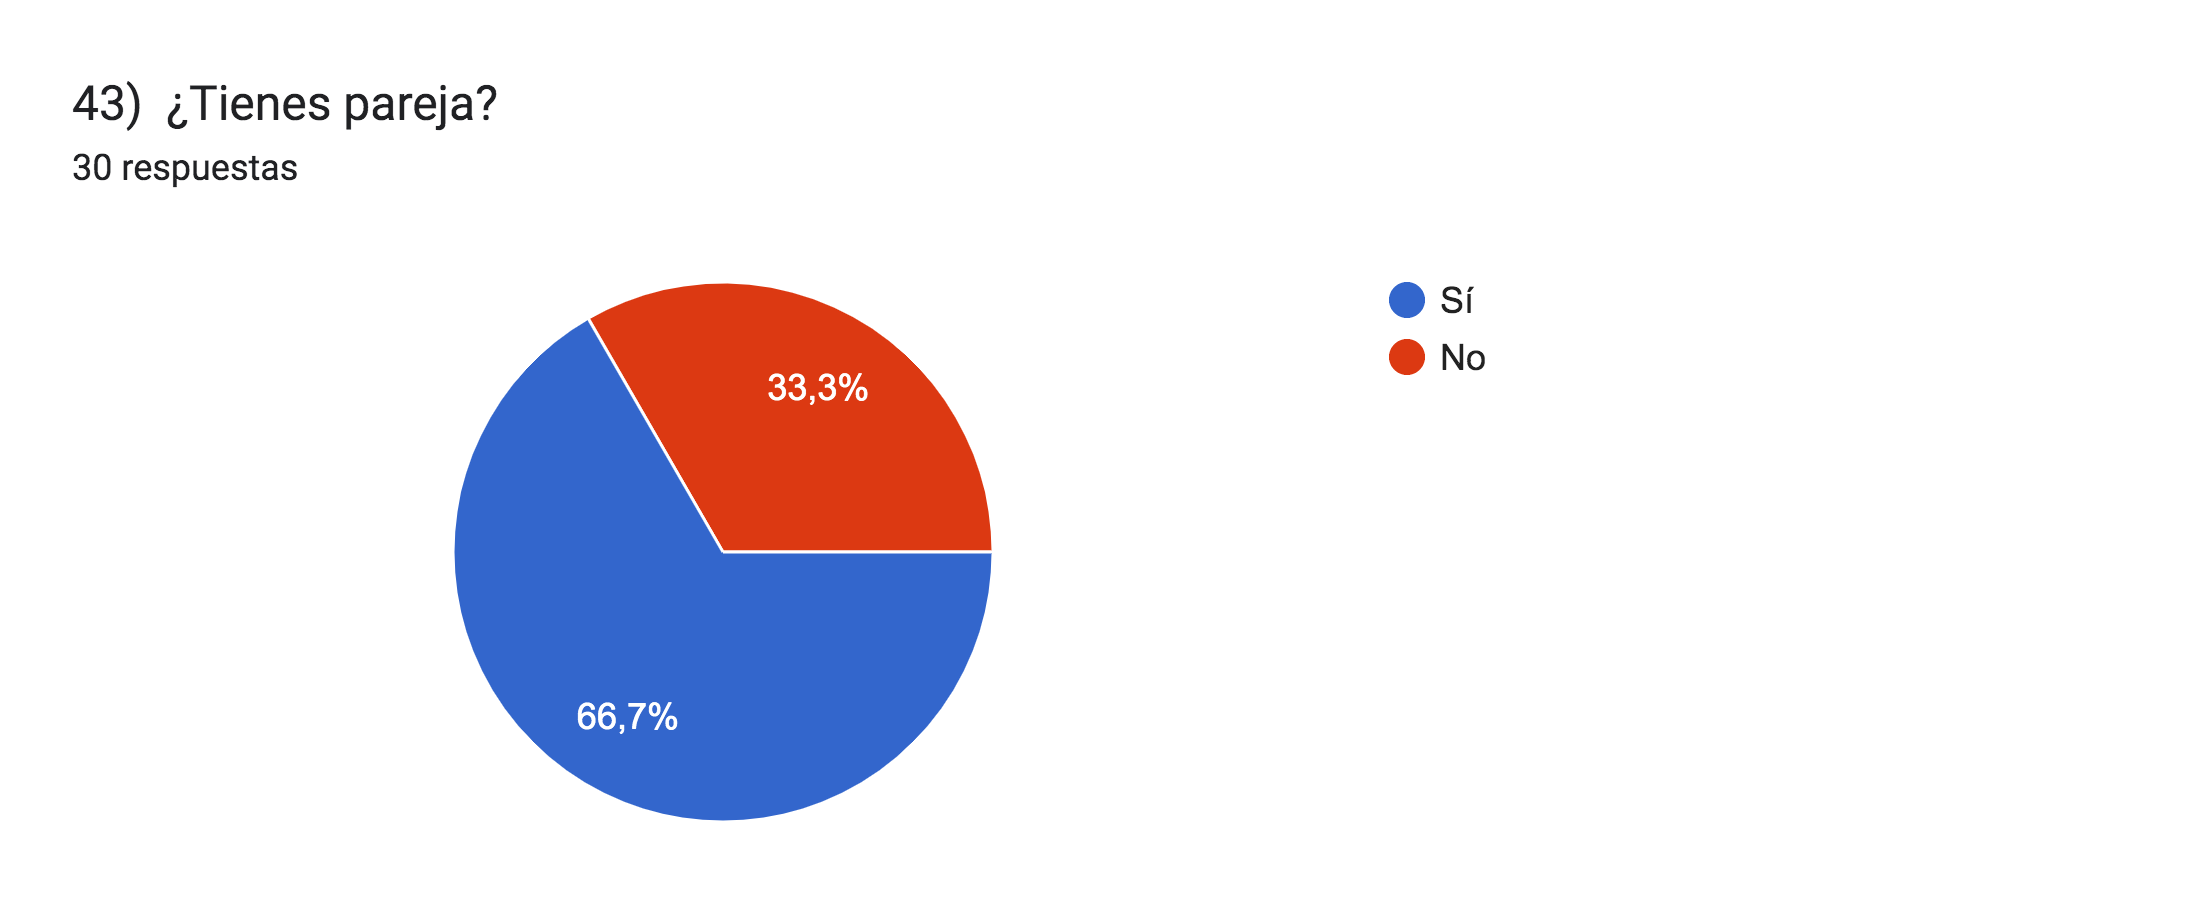 43) ¿Tienes pareja?
30 respuestas
Sí
No
33,3%
66,7%